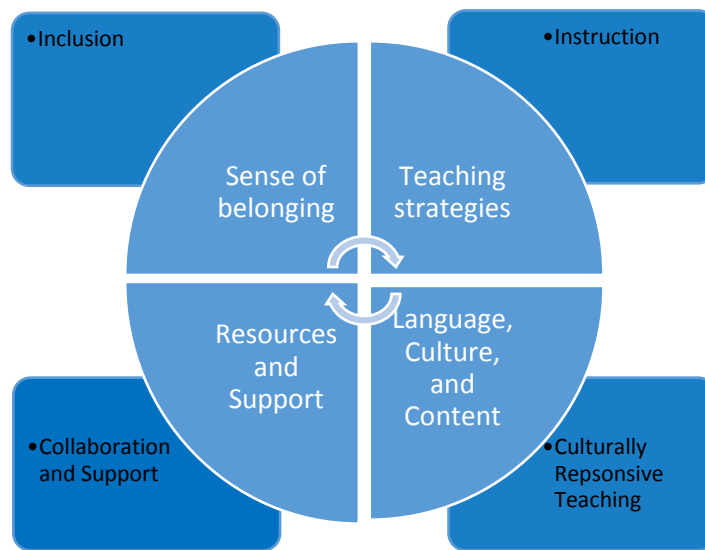 •Inclusion
•Instruction
Sense of
belonging
Teaching
strategies
Resources
and
Support
Language,
Culture,
and
Content
•Collaboration
and Support
•Culturally
Repsonsive
Teaching